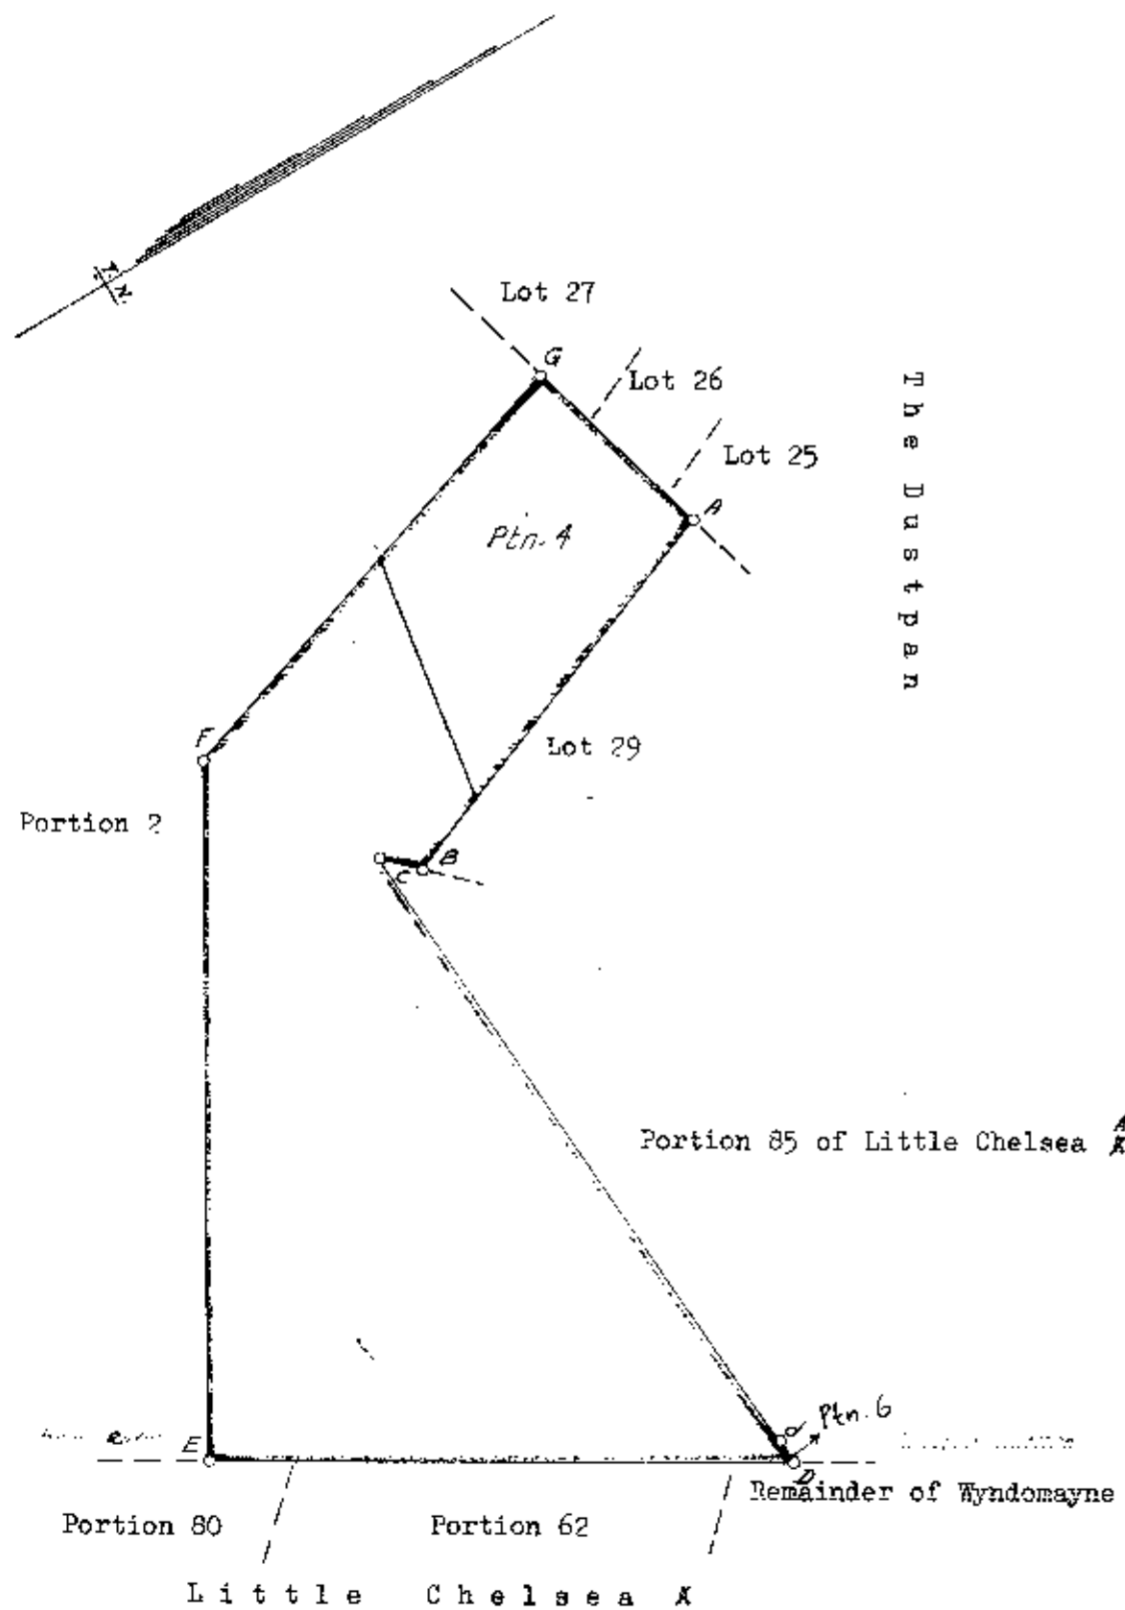 Lot 27
G
Lot 26
Lot 25
The Dustpan
A
Ptn. 4
F
Lot 29
Portion 2
B
C
Portion 85 of Little Chelsea A
Ptn. 6
d
E
D
Remainder of Wyndomayne
Portion 80
Portion 62
Little Chelsea